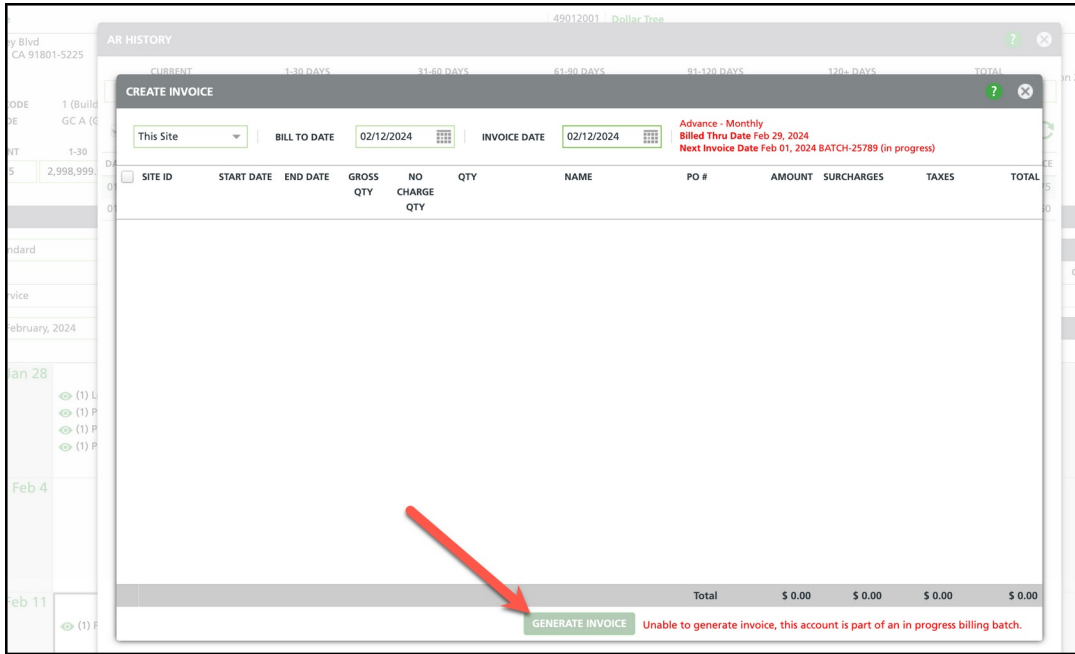 49012001 Dollar Tree
ey Blvd
CA 91801-5225
AR HISTORY
?
CURRENT 1-30 DAYS 31-60 DAYS 61-90 DAYS 91-120 DAYS 120+ DAYS TOTAL
CREATE INVOICE
?
CODE 1 (Build
DE GC A (G
NT 1-30
5 2,998,999.
This Site
BILL TO DATE 02/12/2024
INVOICE DATE 02/12/2024
Advance - Monthly
Billed Thru Date Feb 29, 2024
Next Invoice Date Feb 01, 2024 BATCH-25789 (in progress)
SITE ID START DATE END DATE GROSS QTY NO CHARGE QTY QTY NAME PO # AMOUNT SURCHARGES TAXES TOTAL
ndard
rvice
February, 2024
Jan 28
(1) L
(1) P
(1) P
(1) P
Feb 4
Feb 11
(1) P
Total $ 0.00 $ 0.00 $ 0.00 $ 0.00
GENERATE INVOICE
Unable to generate invoice, this account is part of an in progress billing batch.